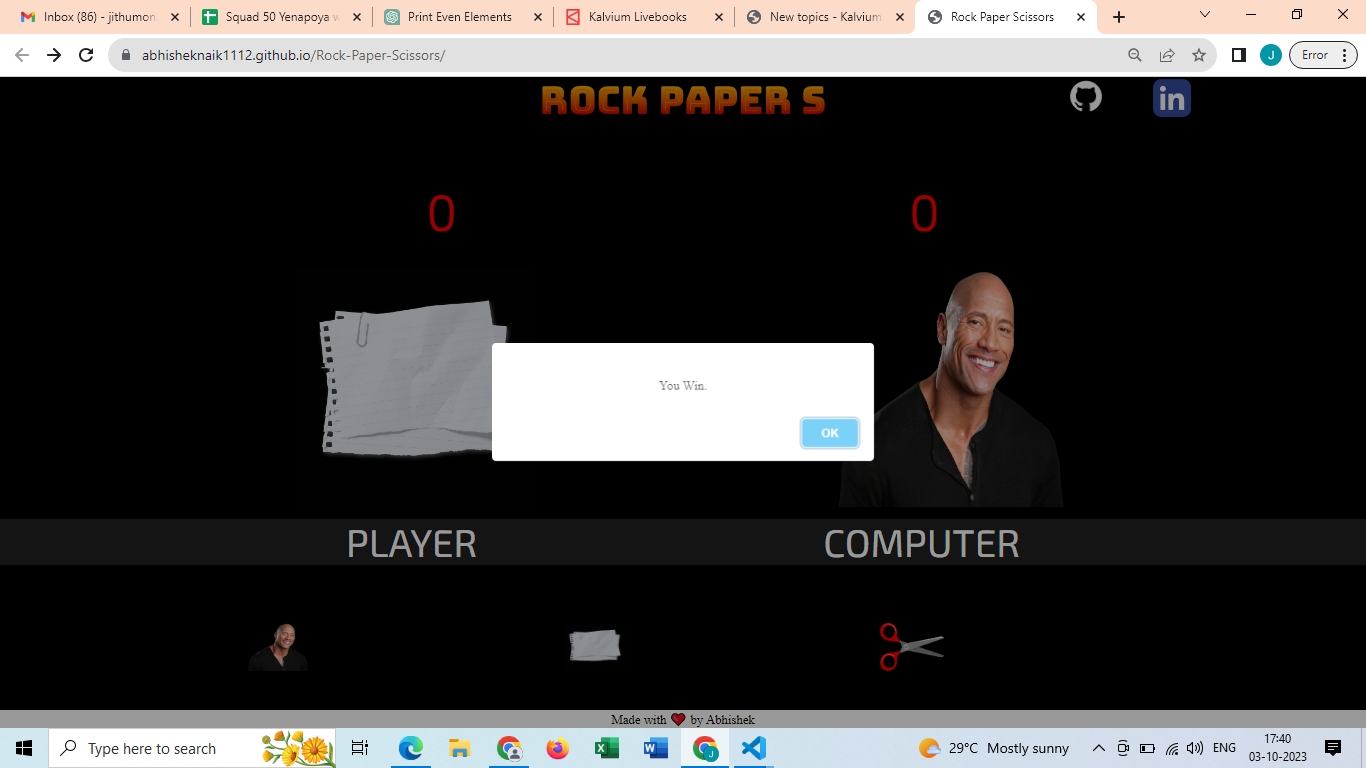 Inbox (86) - jithumon.
Squad 50 Yenapoya w
Print Even Elements
Kalvium Livebooks
New topics - Kalvium
Rock Paper Scissors
abhisheknaik1112.github.io/Rock-Paper-Scissors/
J
Error
ROCK PAPER S
in
0
0
You Win.
OK
PLAYER
COMPUTER
Made with ❤ by Abhishek
Type here to search
29°C Mostly sunny
ENG
17:40
03-10-2023